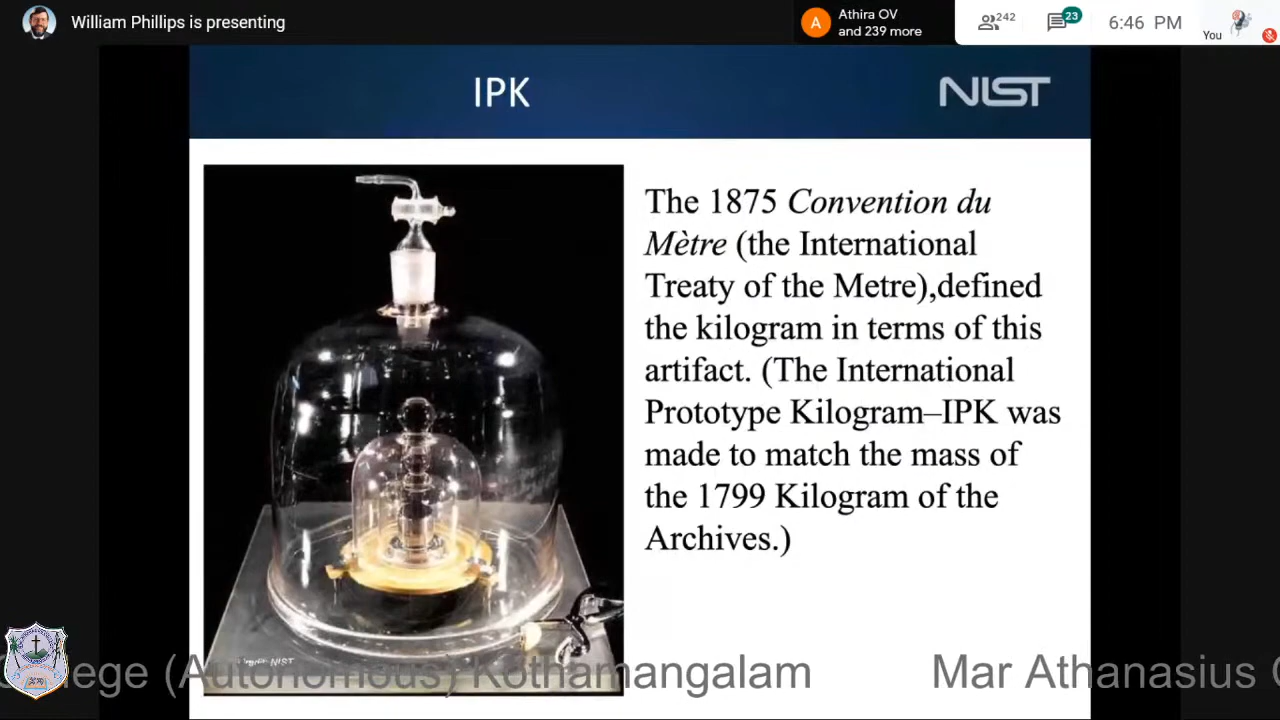 William Phillips is presenting
A
Athira OV
and 239 more
242
23
6:46 PM
You
IPK
NIST
The 1875 Convention du
Mètre (the International
Treaty of the Metre),defined
the kilogram in terms of this
artifact. (The International
Prototype Kilogram–IPK was
made to match the mass of
the 1799 Kilogram of the
Archives.)
NIST
llege (Autonomous) Kothamangalam
Mar Athanasius C